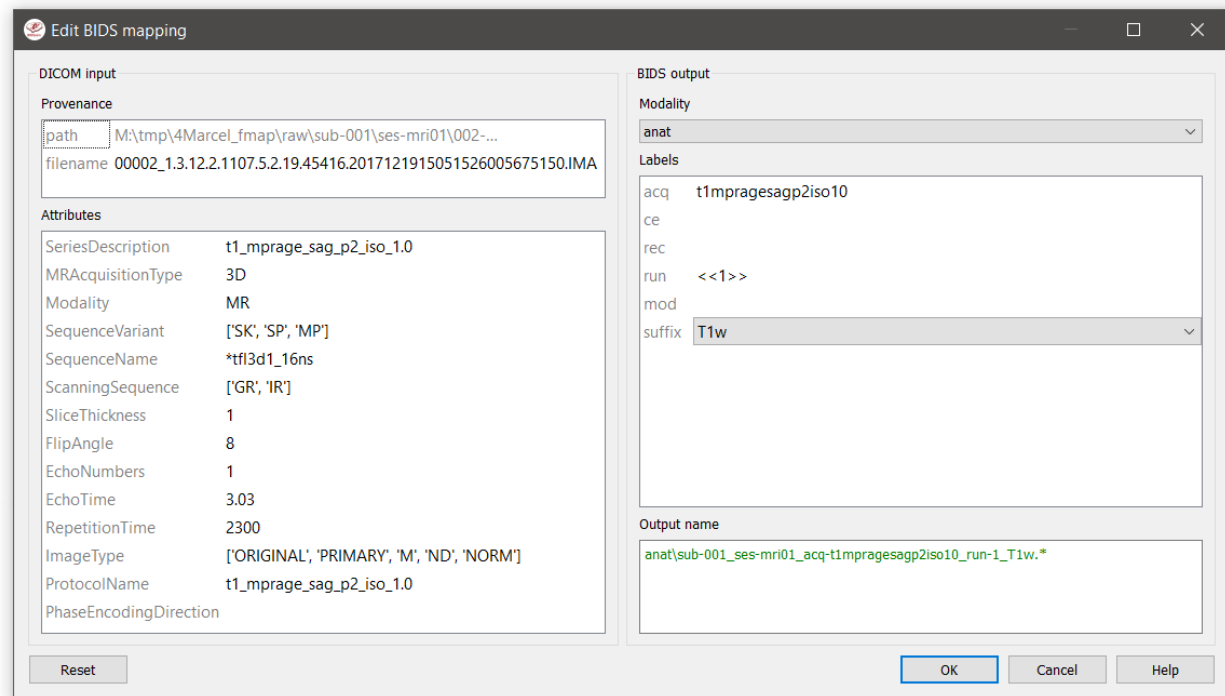 Edit BIDS mapping
DICOM input
Provenance
path M:\tmp\4Marcel_fmap\raw\sub-001\ses-mri01\002-...
filename 00002_1.3.12.2.1107.5.2.19.45416.2017121915051526005675150.IMA
Attributes
SeriesDescription t1_mprage_sag_p2_iso_1.0
MRAcquisitionType 3D
Modality MR
SequenceVariant ['SK', 'SP', 'MP']
SequenceName *tfl3d1_16ns
ScanningSequence ['GR', 'IR']
SliceThickness 1
FlipAngle 8
EchoNumbers 1
EchoTime 3.03
RepetitionTime 2300
ImageType ['ORIGINAL', 'PRIMARY', 'M', 'ND', 'NORM']
ProtocolName t1_mprage_sag_p2_iso_1.0
PhaseEncodingDirection
BIDS output
Modality
anat
Labels
acq t1mpragesagp2iso10
ce
rec
run <<1>>
mod
suffix T1w
Output name
anat\sub-001_ses-mri01_acq-t1mpragesagp2iso10_run-1_T1w.*
Reset OK Cancel Help